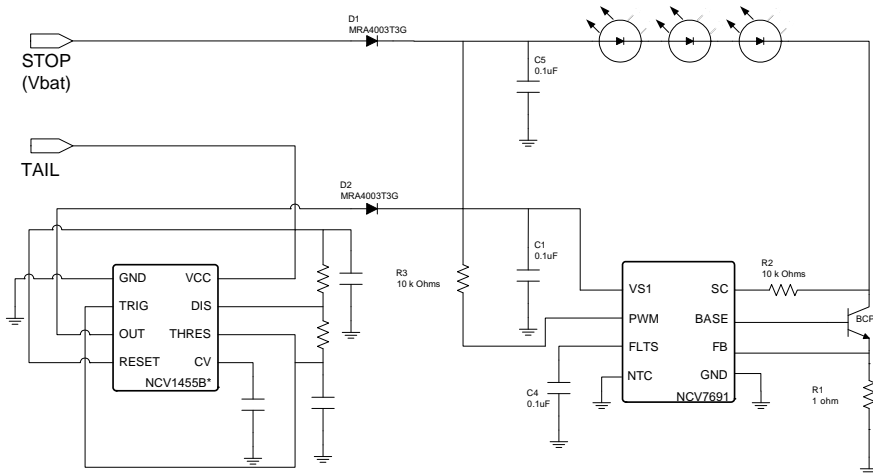 D1
MRA4003T3G
STOP
(Vbat)
C5
0.1uF
TAIL
D2
MRA4003T3G
C1
0.1uF
R3
10 k Ohms
R2
10 k Ohms
GND
VCC
TRIG
DIS
OUT
THRES
RESET
CV
NCV1455B*
VS1
SC
PWM
BASE
FLTS
FB
NTC
GND
NCV7691
BCP
C4
0.1uF
R1
1 ohm